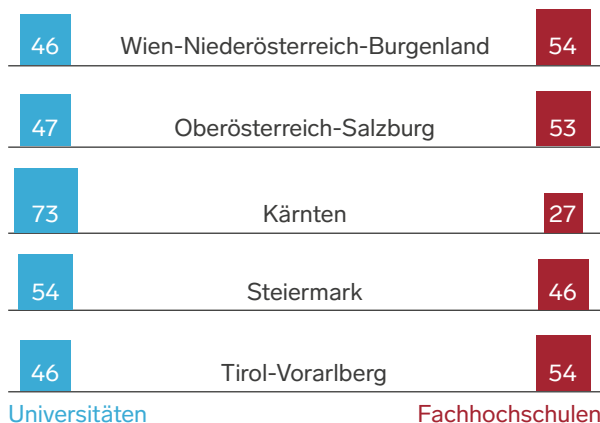 46 Wien-Niederösterreich-Burgenland 54
47 Oberösterreich-Salzburg 53
73 Kärnten 27
54 Steiermark 46
46 Tirol-Vorarlberg 54
Universitäten Fachhochschulen